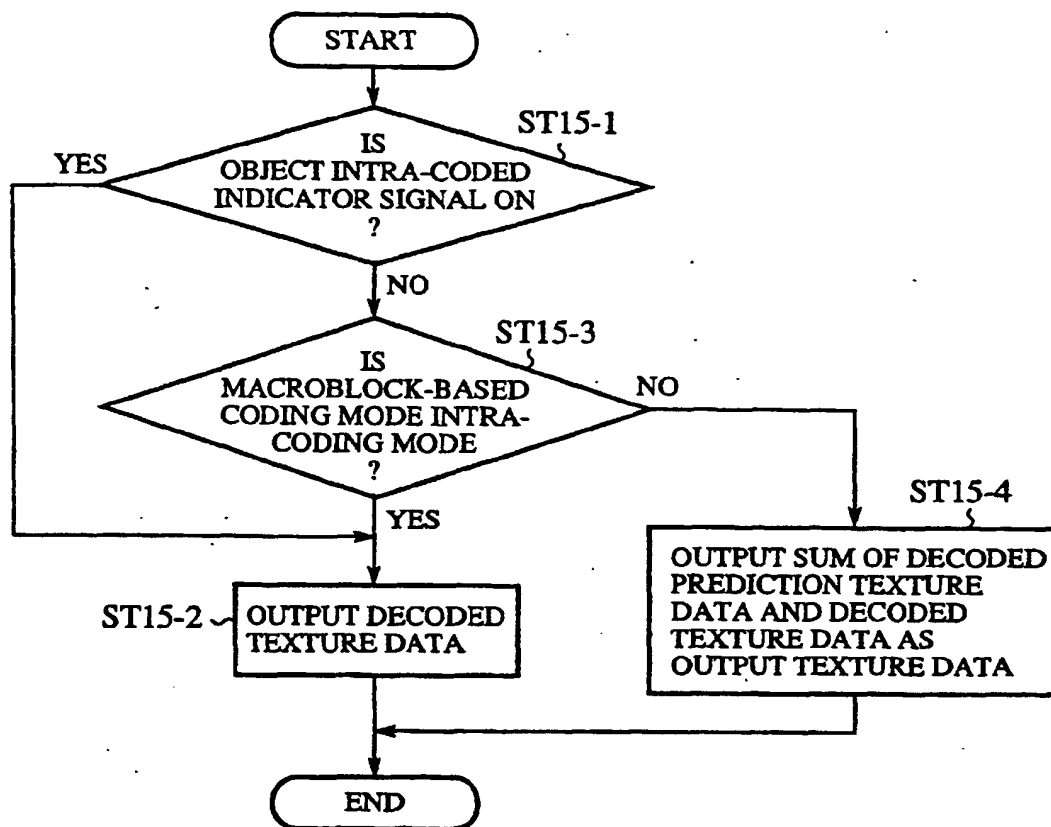 START
ST15-1
IS
OBJECT INTRA-CODED
INDICATOR SIGNAL ON
?
YES
NO
ST15-3
IS
MACROBLOCK-BASED
CODING MODE INTRA-
CODING MODE
?
NO
YES
ST15-4
OUTPUT SUM OF DECODED
PREDICTION TEXTURE
DATA AND DECODED
TEXTURE DATA AS
OUTPUT TEXTURE DATA
ST15-2
OUTPUT DECODED
TEXTURE DATA
END